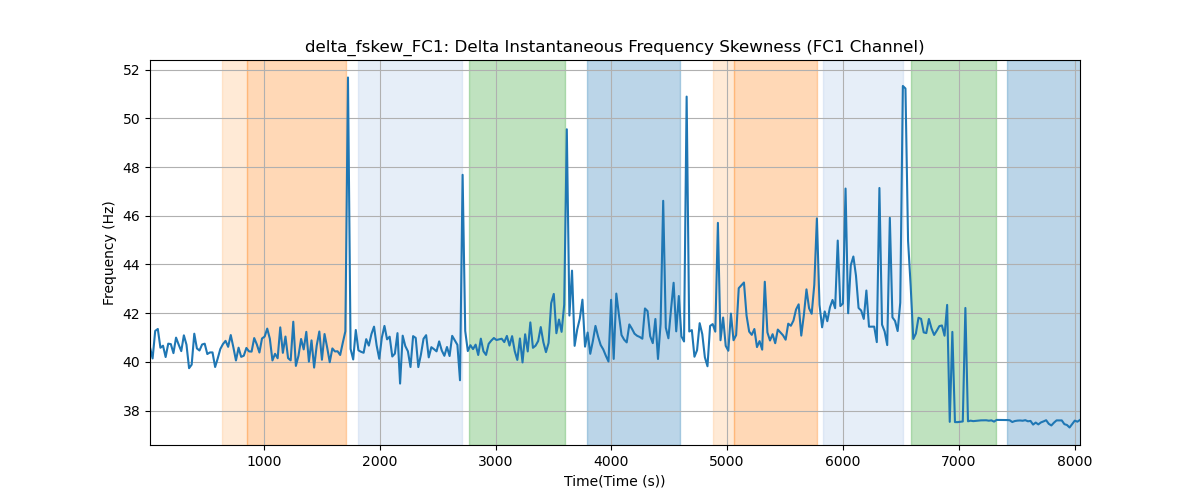 delta_fskew_FC1: Delta Instantaneous Frequency Skewness (FC1 Channel)
52
50
48
46
44
42
40
38
Frequency (Hz)
1000 2000 3000 4000 5000 6000 7000 8000
Time(Time (s))